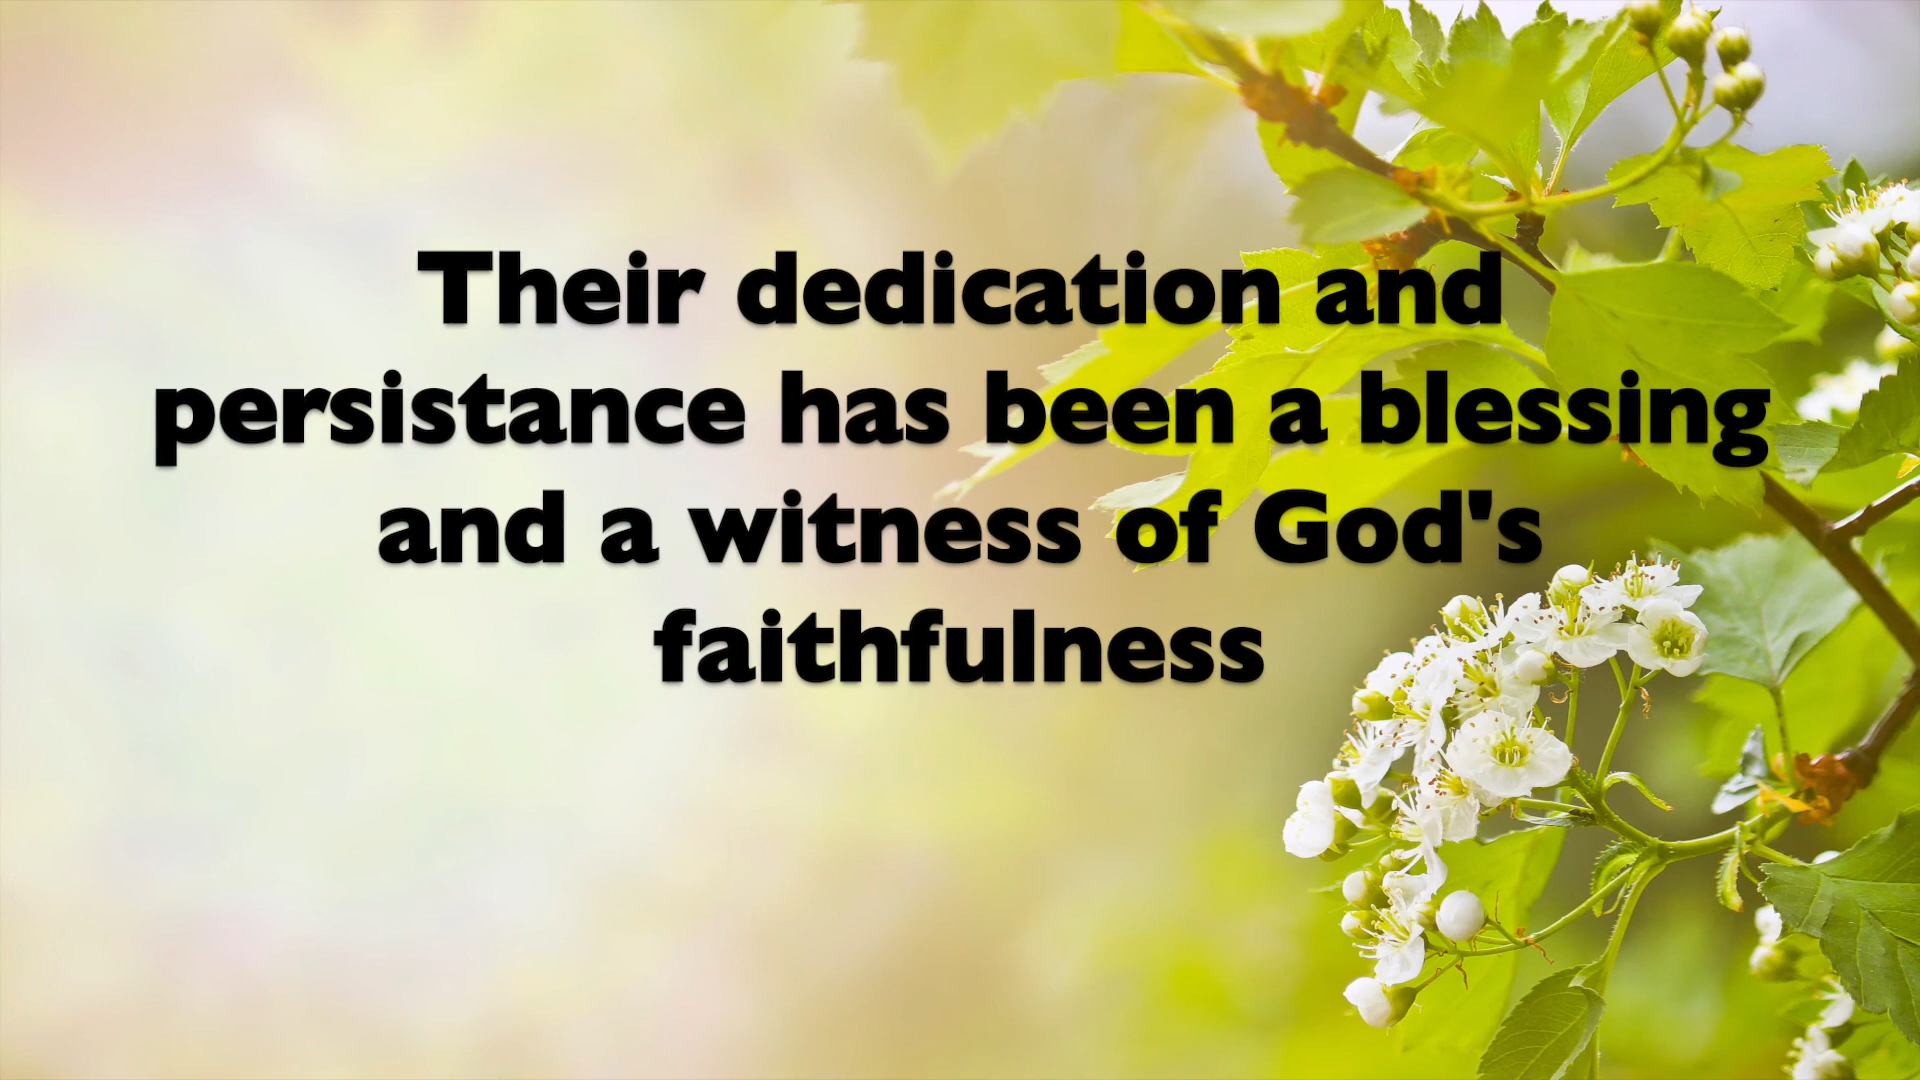 Their dedication and
persistance has been a blessing
and a witness of God's
faithfulness